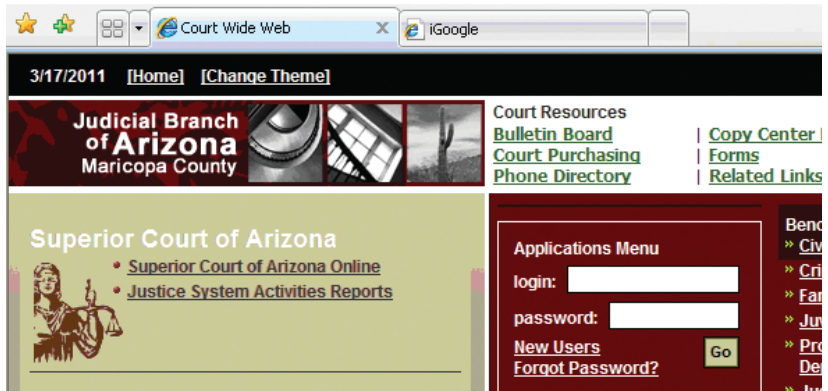 Court Wide Web
iGoogle
3/17/2011 [Home] [Change Theme]
Judicial Branch
of Arizona
Maricopa County
Court Resources
Bulletin Board | Copy Center
Court Purchasing | Forms
Phone Directory | Related Links
Superior Court of Arizona
• Superior Court of Arizona Online
• Justice System Activities Reports
Applications Menu
login:
password:
New Users
Forgot Password?
Go